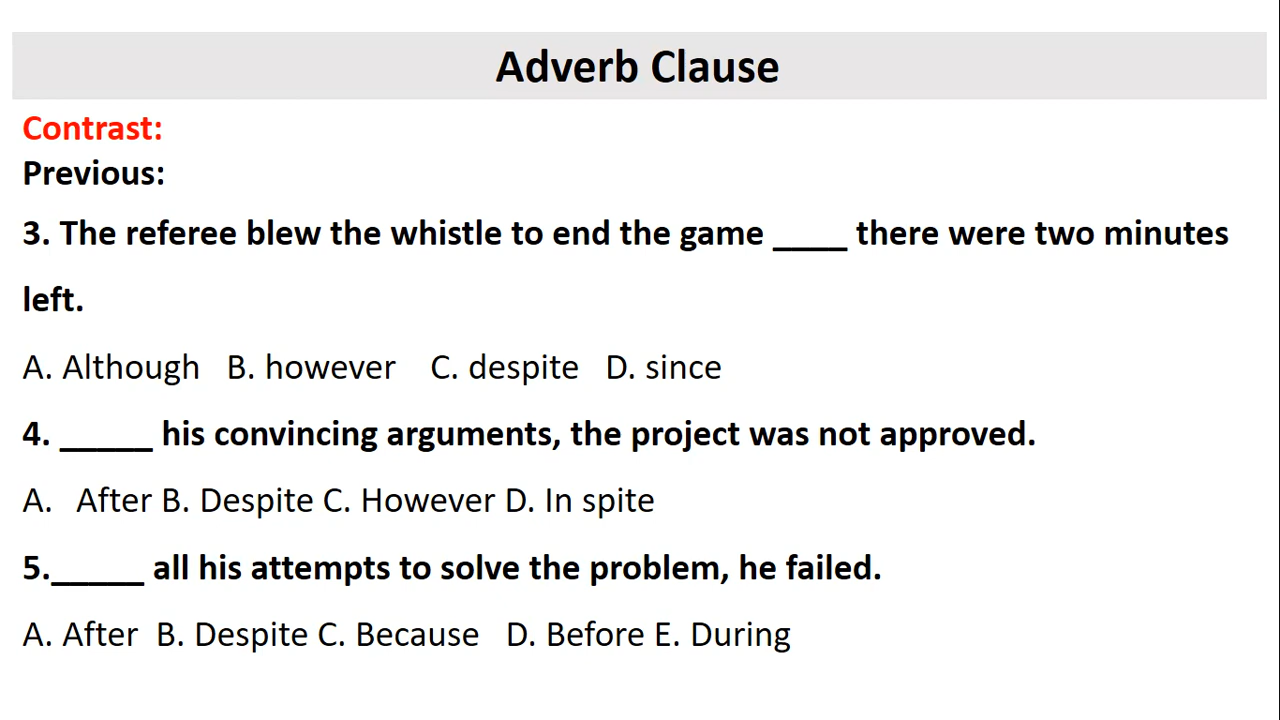 Adverb Clause
Contrast:
Previous:
3. The referee blew the whistle to end the game ____ there were two minutes
left.
A. Although B. however C. despite D. since
4. _____ his convincing arguments, the project was not approved.
A. After B. Despite C. However D. In spite
5._____ all his attempts to solve the problem, he failed.
A. After B. Despite C. Because D. Before E. During